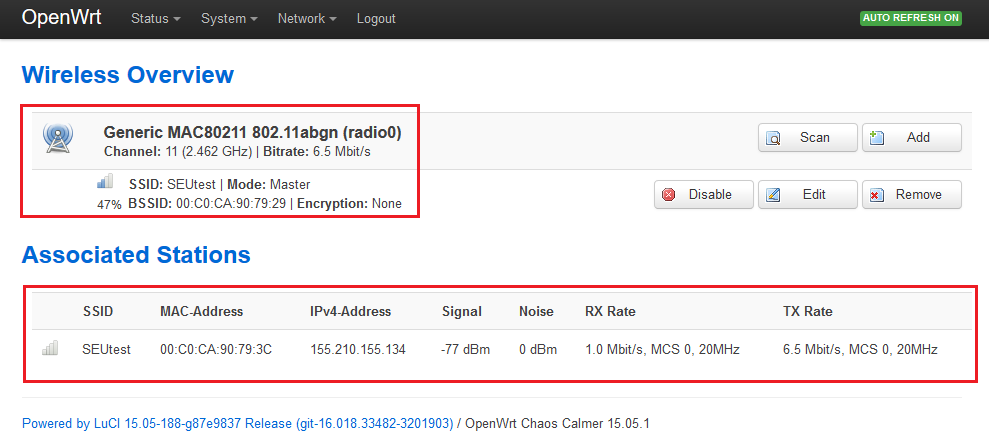 OpenWrt Status System Network Logout AUTO REFRESH ON
Wireless Overview
Generic MAC80211 802.11abgn (radio0)
Channel: 11 (2.462 GHz) | Bitrate: 6.5 Mbit/s
Scan Add
SSID: SEUtest | Mode: Master
47% BSSID: 00:C0:CA:90:79:29 | Encryption: None
Disable Edit Remove
Associated Stations
SSID MAC-Address IPv4-Address Signal Noise RX Rate TX Rate
SEUtest 00:C0:CA:90:79:3C 155.210.155.134 -77 dBm 0 dBm 1.0 Mbit/s, MCS 0, 20MHz 6.5 Mbit/s, MCS 0, 20MHz
Powered by LuCI 15.05-188-g87e9837 Release (git-16.018.33482-3201903) / OpenWrt Chaos Calmer 15.05.1